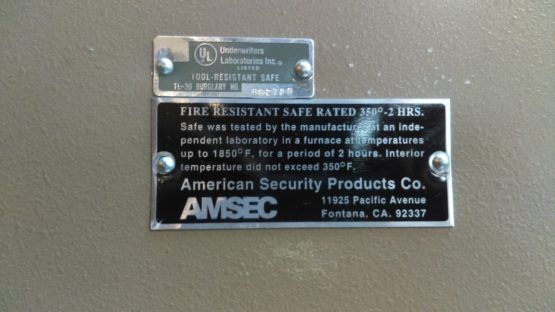 UL
Underwriters
Laboratories Inc.®
LISTED
TOOL-RESISTANT SAFE
TL-30 BURGLARY NO.
FIRE RESISTANT SAFE RATED 350°-2 HRS.
Safe was tested by the manufacturer at an inde-
pendent laboratory in a furnace at temperatures
up to 1850°F, for a period of 2 hours. Interior
temperature did not exceed 350°F.
American Security Products Co.
AMSEC
11925 Pacific Avenue
Fontana, CA. 92337